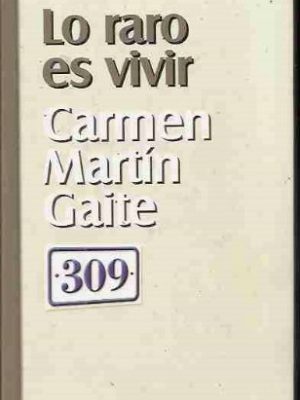 Lo raro
es vivir
Carmen
Martín
Gaite
·309·